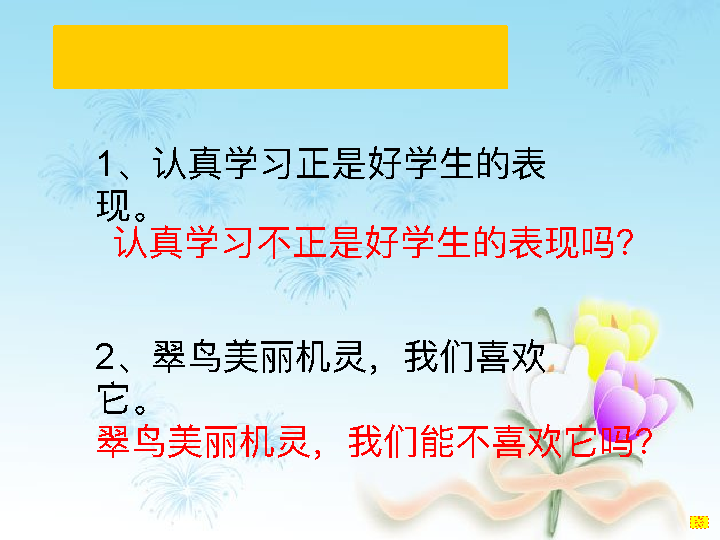 1、认真学习正是好学生的表
现。
认真学习不正是好学生的表现吗？
2、翠鸟美丽机灵，我们喜欢
它。
翠鸟美丽机灵，我们能不喜欢它吗？